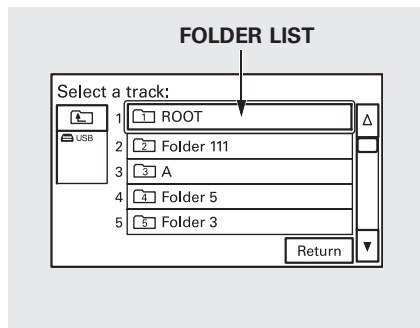 FOLDER LIST
Select a track:
1 1 ROOT
USB
2 2 Folder 111
3 3 A
4 4 Folder 5
5 5 Folder 3
Return